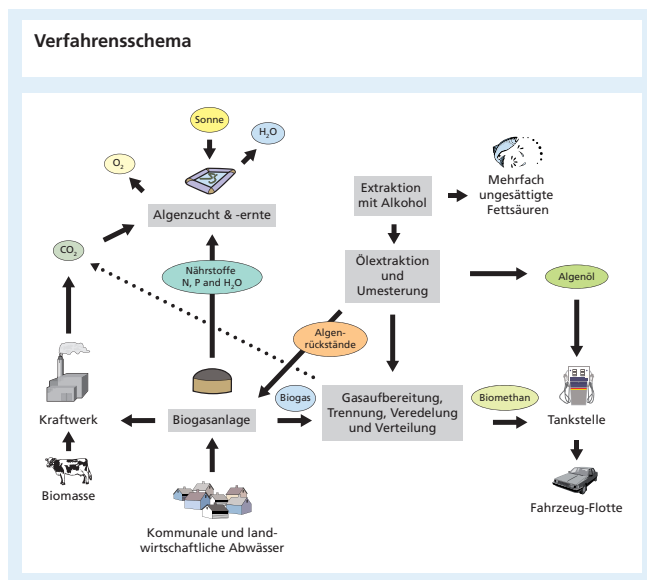 Verfahrensschema
Sonne
H₂O
O₂
Algenzucht & -ernte
Extraktion
mit Alkohol
Mehrfach
ungesättigte
Fettsäuren
CO₂
Nährstoffe
N, P and H₂O
Ölextraktion
und
Umesterung
Algenöl
Algen-
rückstände
Kraftwerk
Biogasanlage
Biogas
Gasaufbereitung,
Trennung, Veredelung
und Verteilung
Biomethan
Tankstelle
Biomasse
Kommunale und land-
wirtschaftliche Abwässer
Fahrzeug-Flotte